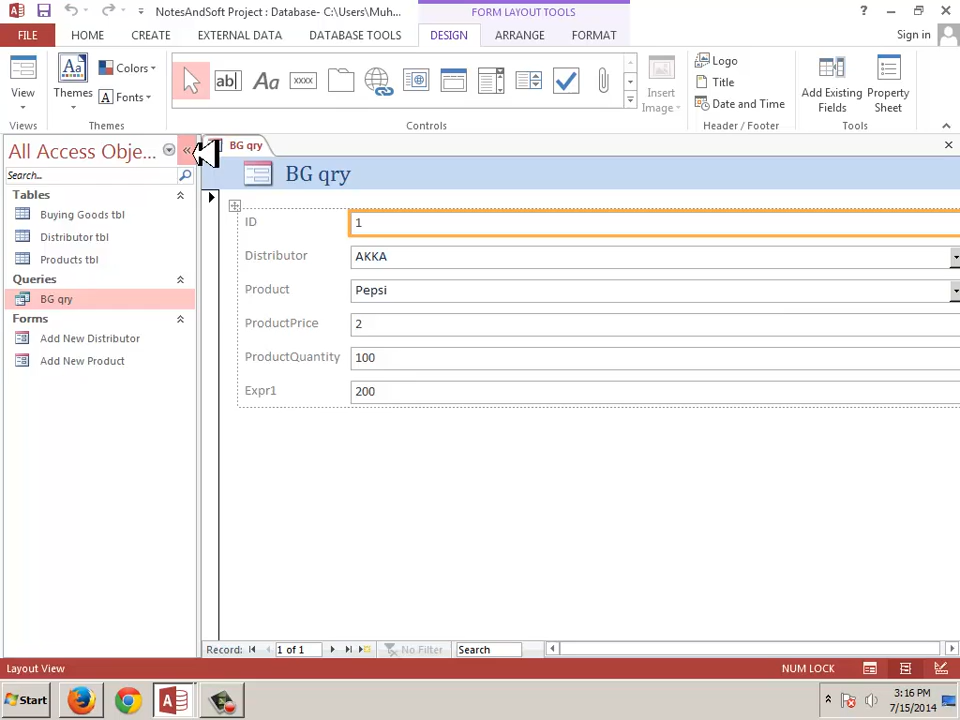 NotesAndSoft Project : Database- C:\Users\Muh...
FORM LAYOUT TOOLS
?
FILE
HOME
CREATE
EXTERNAL DATA
DATABASE TOOLS
DESIGN
ARRANGE
FORMAT
Sign in
View
Themes
Colors
Fonts
ab|
Aa
xxxx
Insert Image
Logo
Title
Date and Time
Add Existing Fields
Property Sheet
Views
Themes
Controls
Header / Footer
Tools
All Access Obje...
«
Search...
Tables
Buying Goods tbl
Distributor tbl
Products tbl
Queries
BG qry
Forms
Add New Distributor
Add New Product
BG qry
BG qry
ID
1
Distributor
AKKA
Product
Pepsi
ProductPrice
2
ProductQuantity
100
Expr1
200
Record:
1 of 1
No Filter
Search
Layout View
NUM LOCK
Start
3:16 PM
7/15/2014